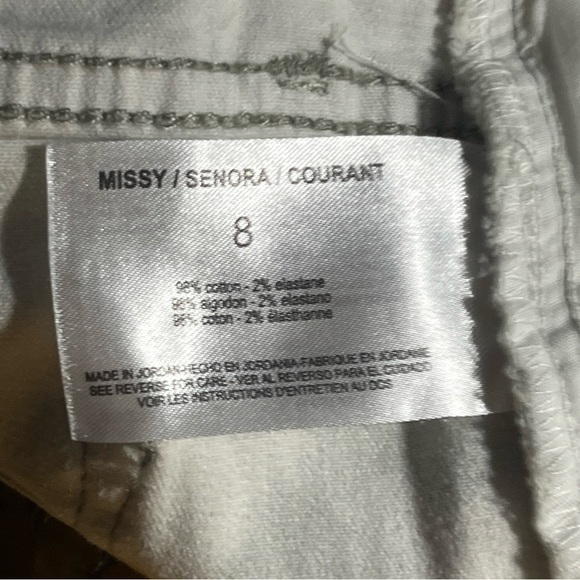 MISSY / SENORA / COURANT
8
98% cotton - 2% elastane
98% algodon - 2% elastano
98% coton - 2% élasthanne
MADE IN JORDAN-HECHO EN JORDANIA-FABRIQUE EN JORDANIE
SEE REVERSE FOR CARE - VER AL REVERSO PARA EL CUIDADO
VOIR LES INSTRUCTIONS D'ENTRETIEN AU DOS